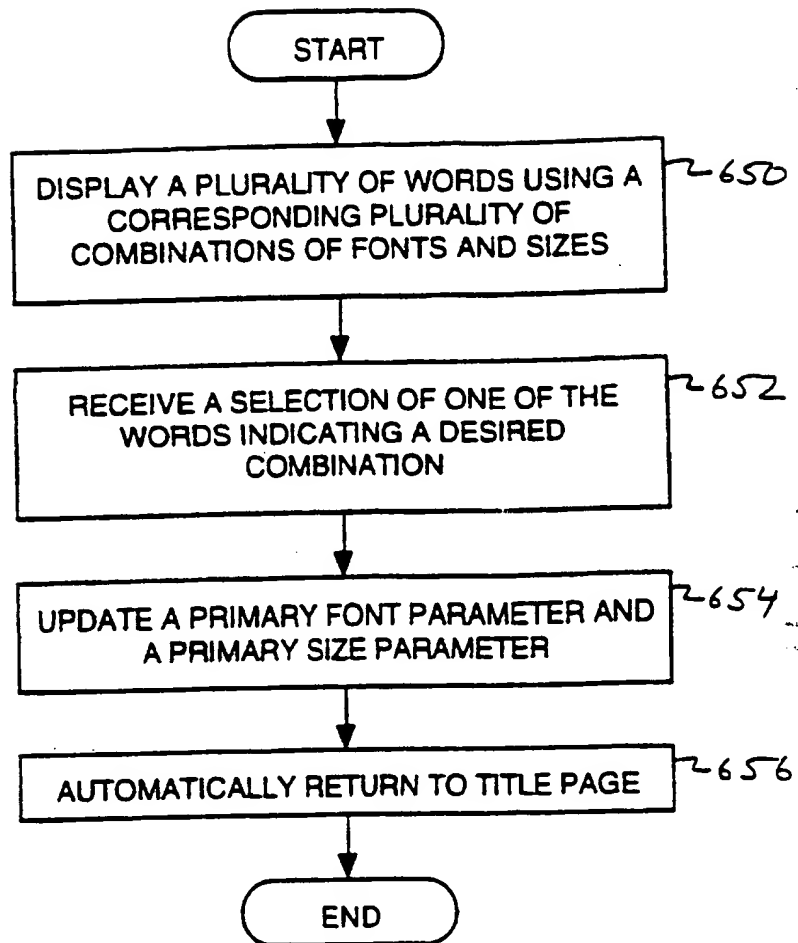 START
DISPLAY A PLURALITY OF WORDS USING A
CORRESPONDING PLURALITY OF
COMBINATIONS OF FONTS AND SIZES
650
RECEIVE A SELECTION OF ONE OF THE
WORDS INDICATING A DESIRED
COMBINATION
652
UPDATE A PRIMARY FONT PARAMETER AND
A PRIMARY SIZE PARAMETER
654
AUTOMATICALLY RETURN TO TITLE PAGE
656
END